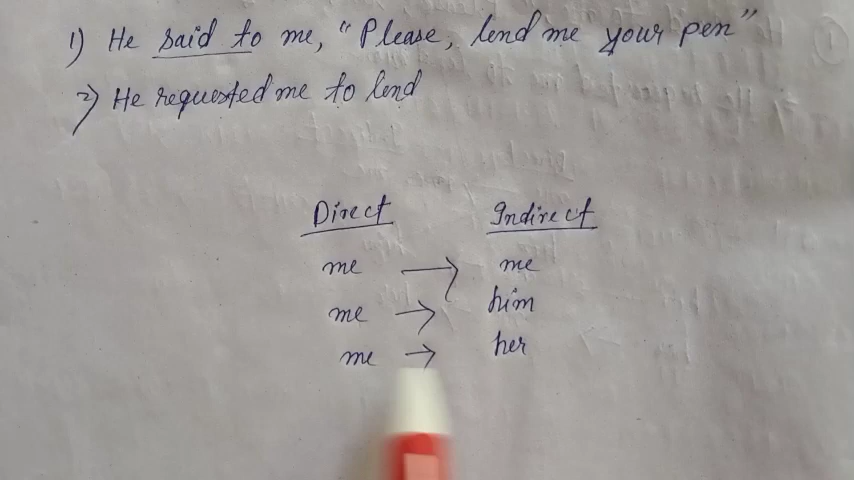 1) He said to me, "Please, lend me your pen"
2) He requested me to lend
Direct Indirect
me → me
me → him
me → her